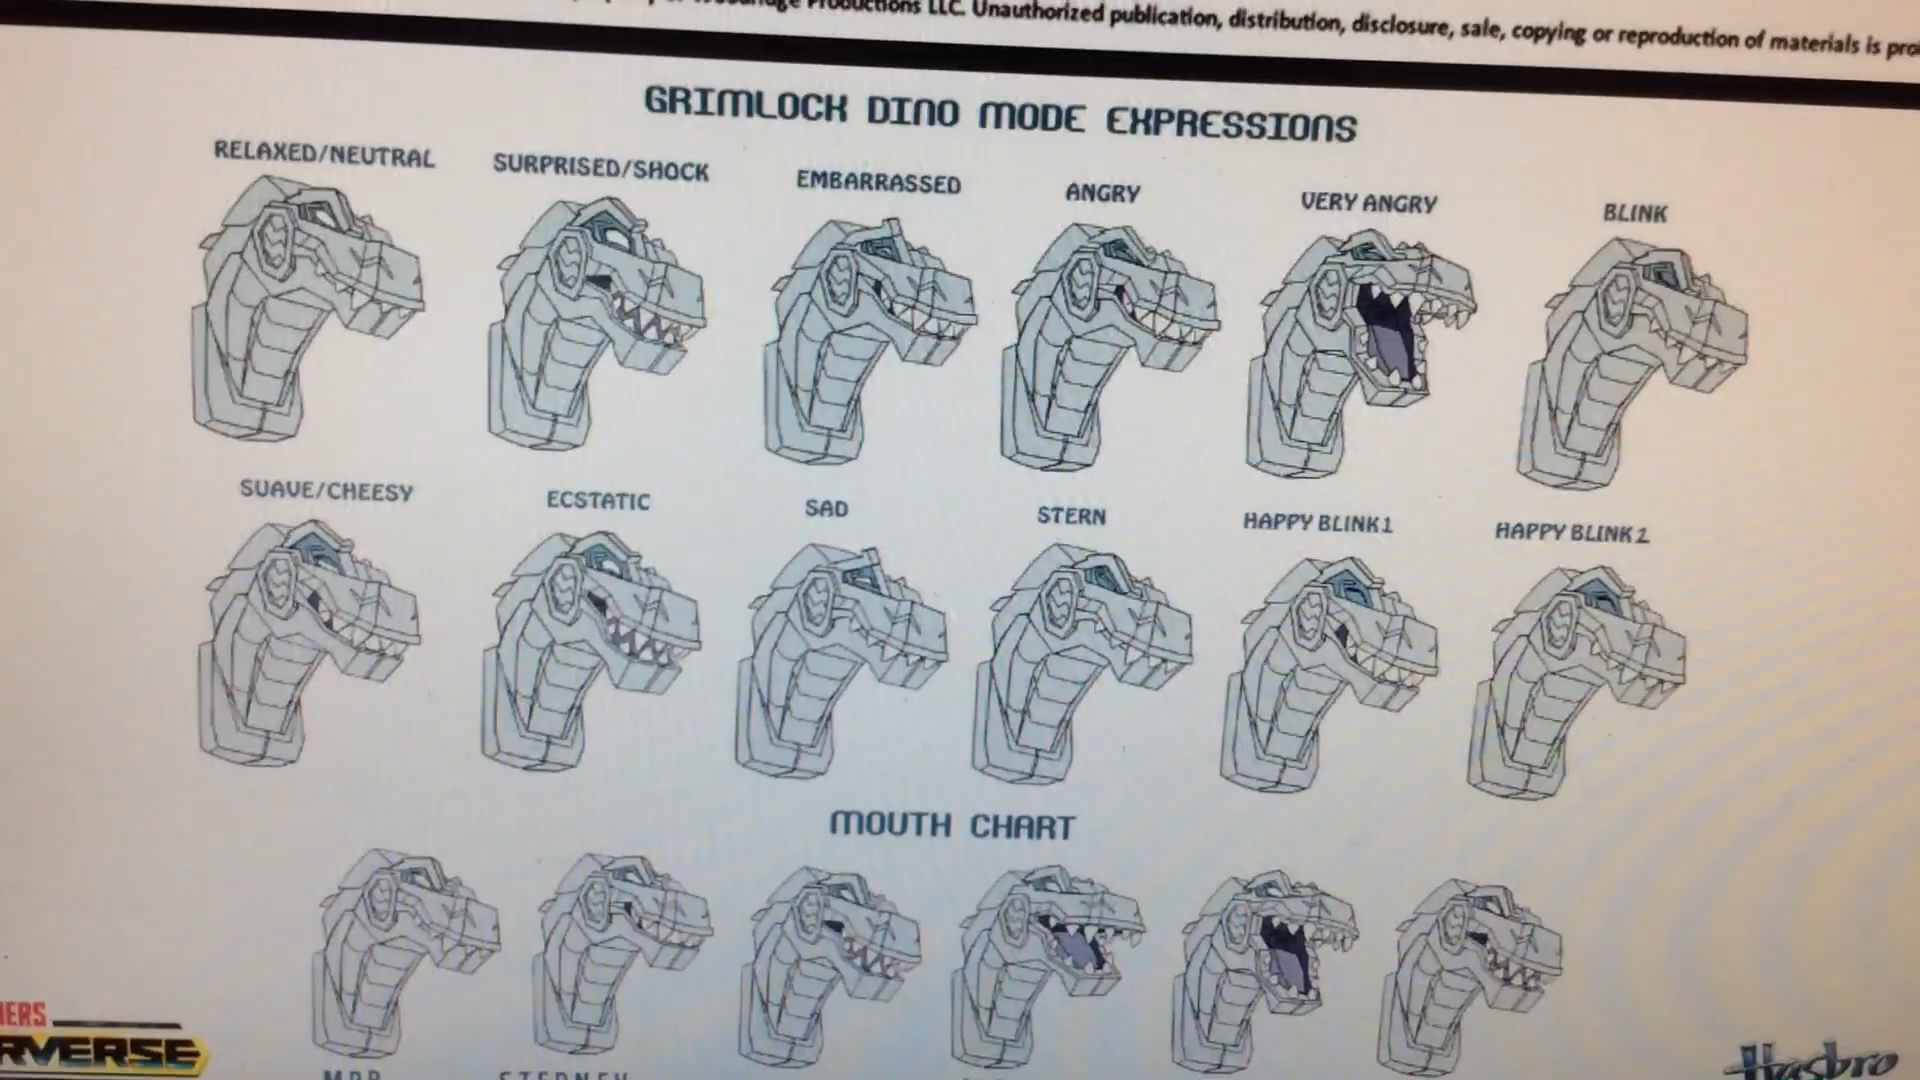 Productions LLC. Unauthorized publication, distribution, disclosure, sale, copying or reproduction of materials is
GRIMLOCK DINO MODE EXPRESSIONS
RELAXED/NEUTRAL SURPRISED/SHOCK EMBARRASSED ANGRY VERY ANGRY BLINK
SUAVE/CHEESY ECSTATIC SAD STERN HAPPY BLINK 1 HAPPY BLINK 2
MOUTH CHART
ERS
RVERSE
Hasbro